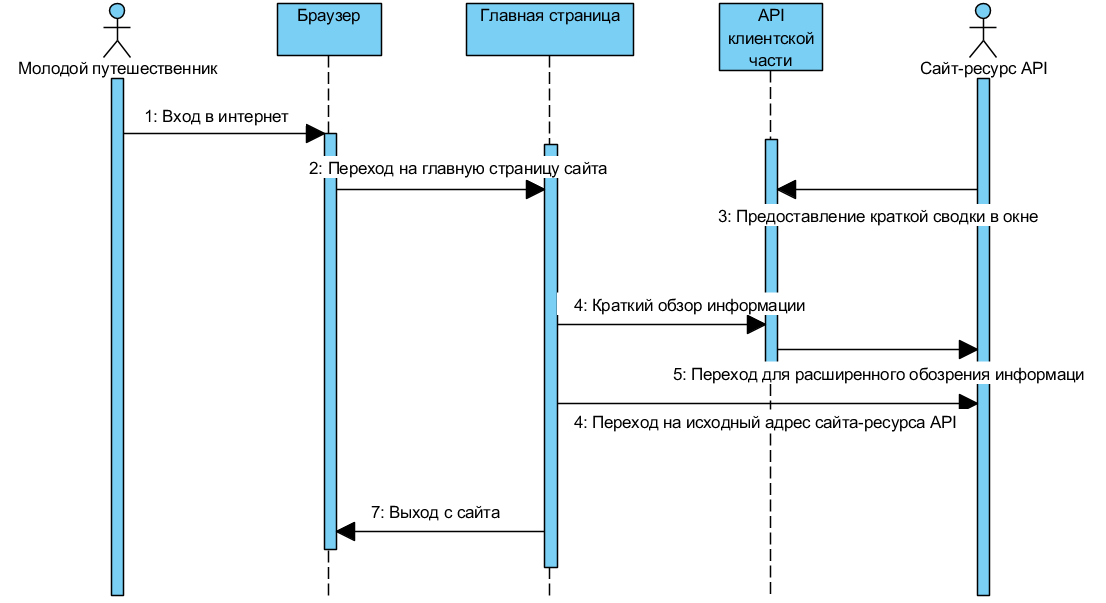 Браузер
Главная страница
API
клиентской
части
Молодой путешественник
Сайт-ресурс API
1: Вход в интернет
2: Переход на главную страницу сайта
3: Предоставление краткой сводки в окне
4: Краткий обзор информации
5: Переход для расширенного обозрения информаци
4: Переход на исходный адрес сайта-ресурса API
7: Выход с сайта